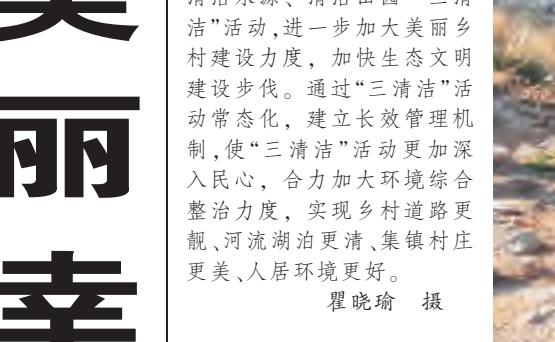 美
丽
幸
清洁水源、清洁田园“三清
洁”活动,进一步加大美丽乡
村建设力度，加快生态文明
建设步伐。通过“三清洁”活
动常态化，建立长效管理机
制,使“三清洁”活动更加深
入民心，合力加大环境综合
整治力度，实现乡村道路更
靓、河流湖泊更清、集镇村庄
更美、人居环境更好。
瞿晓瑜　摄